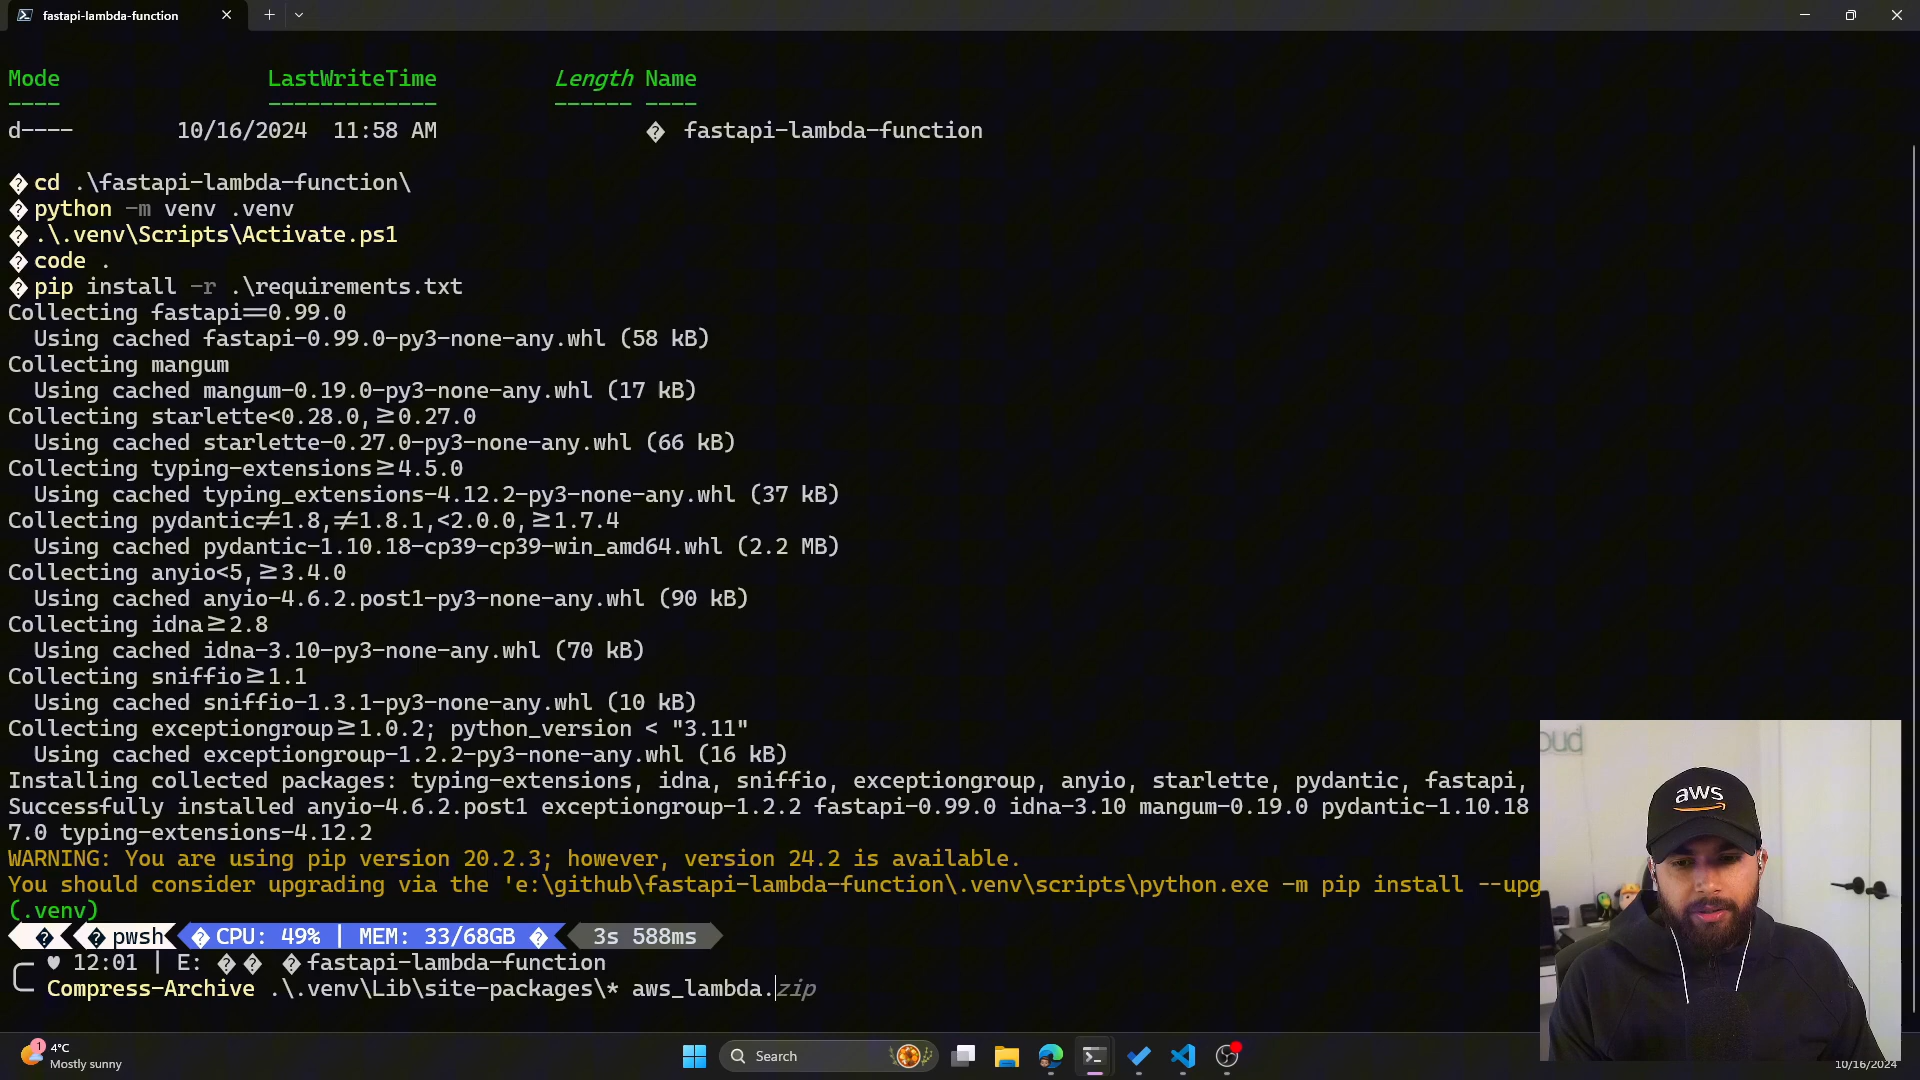 fastapi-lambda-function
Mode LastWriteTime Length Name
---- ------------- ------ ----
d---- 10/16/2024 11:58 AM � fastapi-lambda-function
� cd .\fastapi-lambda-function\
� python -m venv .venv
� .\.venv\Scripts\Activate.ps1
� code .
� pip install -r .\requirements.txt
Collecting fastapi==0.99.0
Using cached fastapi-0.99.0-py3-none-any.whl (58 kB)
Collecting mangum
Using cached mangum-0.19.0-py3-none-any.whl (17 kB)
Collecting starlette<0.28.0,>=0.27.0
Using cached starlette-0.27.0-py3-none-any.whl (66 kB)
Collecting typing-extensions>=4.5.0
Using cached typing_extensions-4.12.2-py3-none-any.whl (37 kB)
Collecting pydantic!=1.8,!=1.8.1,<2.0.0,>=1.7.4
Using cached pydantic-1.10.18-cp39-cp39-win_amd64.whl (2.2 MB)
Collecting anyio<5,>=3.4.0
Using cached anyio-4.6.2.post1-py3-none-any.whl (90 kB)
Collecting idna>=2.8
Using cached idna-3.10-py3-none-any.whl (70 kB)
Collecting sniffio>=1.1
Using cached sniffio-1.3.1-py3-none-any.whl (10 kB)
Collecting exceptiongroup>=1.0.2; python_version < "3.11"
Using cached exceptiongroup-1.2.2-py3-none-any.whl (16 kB)
Installing collected packages: typing-extensions, idna, sniffio, exceptiongroup, anyio, starlette, pydantic, fastapi,
Successfully installed anyio-4.6.2.post1 exceptiongroup-1.2.2 fastapi-0.99.0 idna-3.10 mangum-0.19.0 pydantic-1.10.18
7.0 typing-extensions-4.12.2
WARNING: You are using pip version 20.2.3; however, version 24.2 is available.
You should consider upgrading via the 'e:\github\fastapi-lambda-function\.venv\scripts\python.exe -m pip install --upg
(.venv)
� � pwsh � CPU: 49% | MEM: 33/68GB � 3s 588ms
♥ 12:01 | E: �� � fastapi-lambda-function
Compress-Archive .\.venv\Lib\site-packages\* aws_lambda.zip
oud
aws
1
4°C
Mostly sunny
Search
10/16/2024